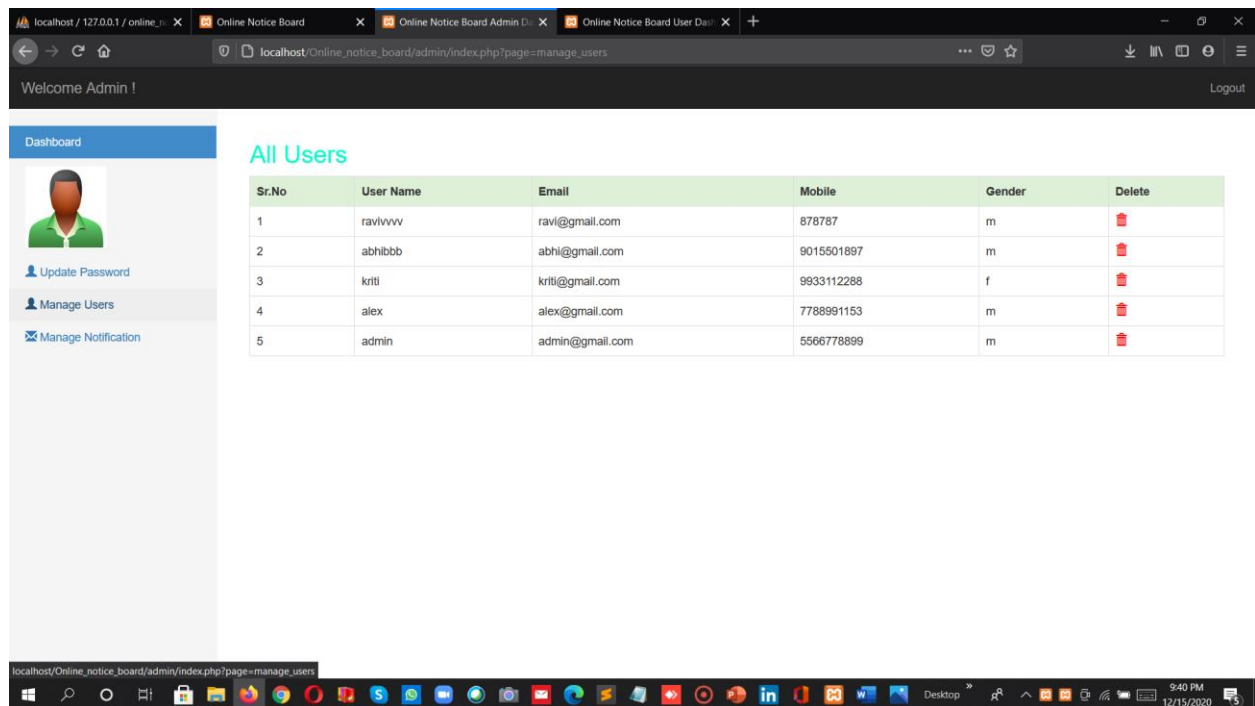 localhost / 127.0.0.1 / online_n
Online Notice Board
Online Notice Board Admin Da
Online Notice Board User Dash
localhost/Online_notice_board/admin/index.php?page=manage_users
Welcome Admin !
Logout
Dashboard
Update Password
Manage Users
Manage Notification
All Users
Sr.No User Name Email Mobile Gender Delete
1 ravivvvv ravi@gmail.com 878787 m
2 abhibbb abhi@gmail.com 9015501897 m
3 kriti kriti@gmail.com 9933112288 f
4 alex alex@gmail.com 7788991153 m
5 admin admin@gmail.com 5566778899 m
localhost/Online_notice_board/admin/index.php?page=manage_users
Desktop
9:40 PM
12/15/2020